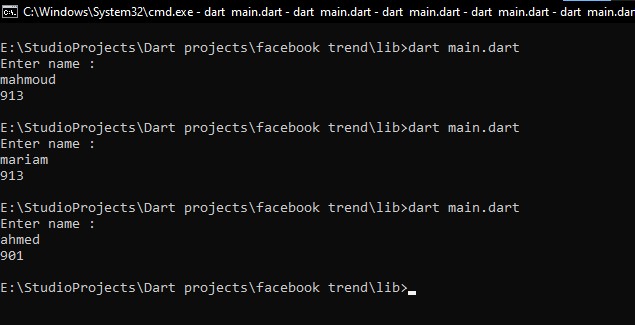 C:\Windows\System32\cmd.exe - dart  main.dart - dart  main.dart - dart  main.dart - dart  main.dart - dart  main.dar
E:\StudioProjects\Dart projects\facebook trend\lib>dart main.dart
Enter name :
mahmoud
913
E:\StudioProjects\Dart projects\facebook trend\lib>dart main.dart
Enter name :
mariam
913
E:\StudioProjects\Dart projects\facebook trend\lib>dart main.dart
Enter name :
ahmed
901
E:\StudioProjects\Dart projects\facebook trend\lib>